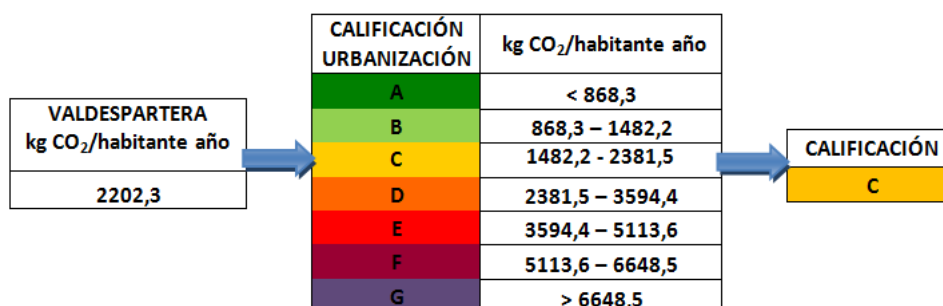 VALDESPARTERA
kg CO₂/habitante año
2202,3
CALIFICACIÓN
URBANIZACIÓN
kg CO₂/habitante año
A < 868,3
B 868,3 – 1482,2
C 1482,2 - 2381,5
D 2381,5 – 3594,4
E 3594,4 – 5113,6
F 5113,6 – 6648,5
G > 6648,5
CALIFICACIÓN
C